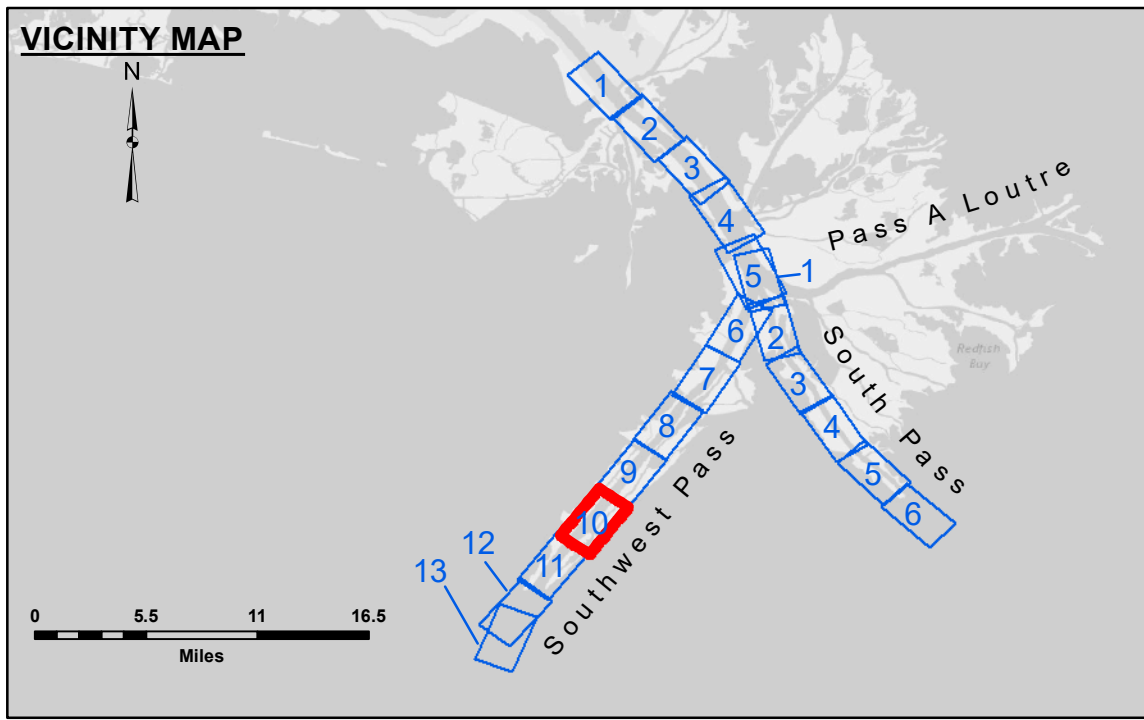 VICINITY MAP
N
1
2
3
4
5
1
Pass A Loutre
6
2
South Pass
Redfish
Bay
7
3
8
4
9
5
10
6
11
12
13
Southwest Pass
0 5.5 11 16.5
Miles